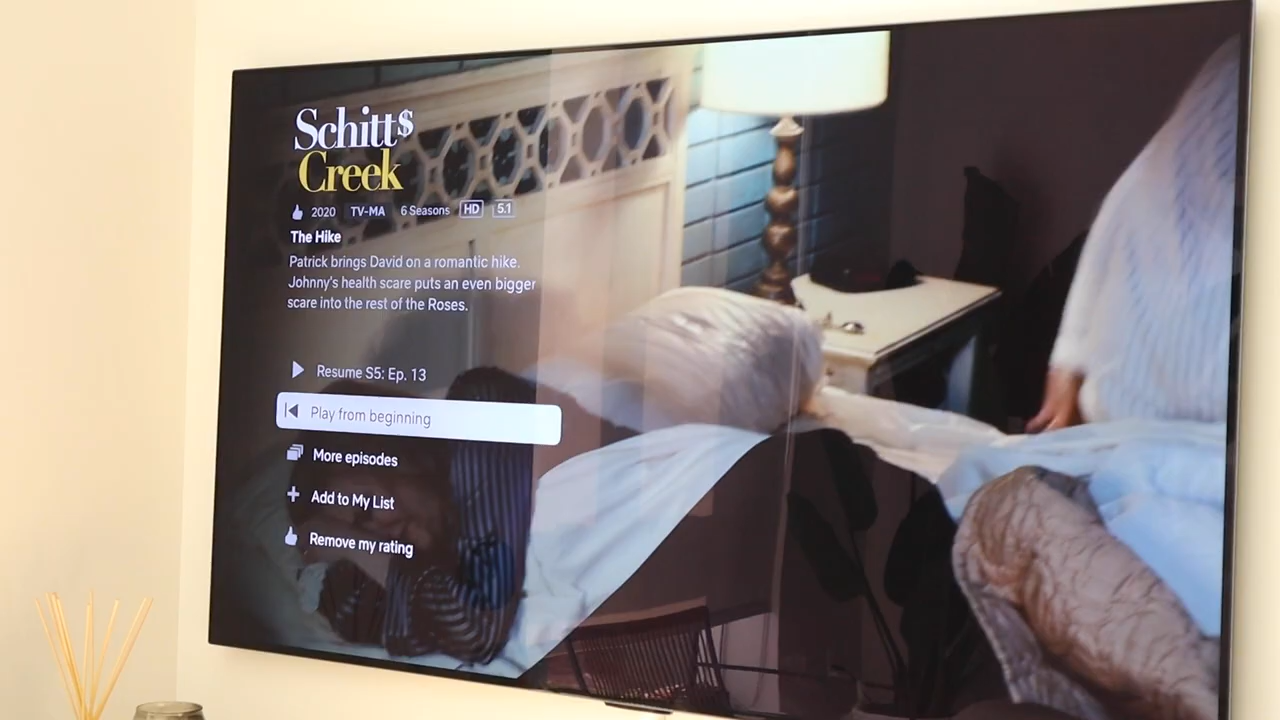 Schitt$
Creek
2020 TV-MA 6 Seasons HD 5.1
The Hike
Patrick brings David on a romantic hike.
Johnny's health scare puts an even bigger
scare into the rest of the Roses.
Resume S5: Ep. 13
Play from beginning
More episodes
Add to My List
Remove my rating